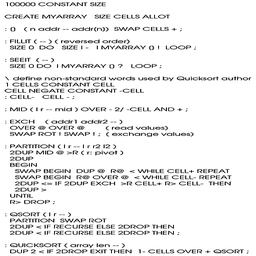 100000 CONSTANT SIZE
CREATE MYARRAY   SIZE CELLS ALLOT
: {}   ( n addr -- addr[n])  SWAP CELLS + ;
: FILLIT ( -- ) ( reversed order)
SIZE 0  DO   SIZE I -   I MYARRAY {} !  LOOP ;
: SEEIT  ( -- )
SIZE 0  DO  I MYARRAY {} ?   LOOP ;
\ define non-standard words used by Quicksort author
1 CELLS CONSTANT CELL
CELL NEGATE CONSTANT -CELL
: CELL-   CELL - ;
: MID ( l r -- mid ) OVER - 2/ -CELL AND + ;
: EXCH   ( addr1 addr2 -- )
OVER @ OVER @      ( read values)
SWAP ROT ! SWAP ! ;  ( exchange values)
: PARTITION ( l r -- l r r2 l2 )
2DUP MID @ >R ( r: pivot )
2DUP
BEGIN
SWAP BEGIN  DUP @  R@  < WHILE CELL+ REPEAT
SWAP BEGIN  R@ OVER @  < WHILE CELL- REPEAT
2DUP <= IF 2DUP EXCH  >R CELL+ R> CELL-  THEN
2DUP >
UNTIL
R> DROP ;
: QSORT ( l r -- )
PARTITION  SWAP ROT
2DUP < IF RECURSE ELSE 2DROP THEN
2DUP < IF RECURSE ELSE 2DROP THEN ;
: QUICKSORT ( array len -- )
DUP 2 < IF 2DROP EXIT THEN  1- CELLS OVER + QSORT ;